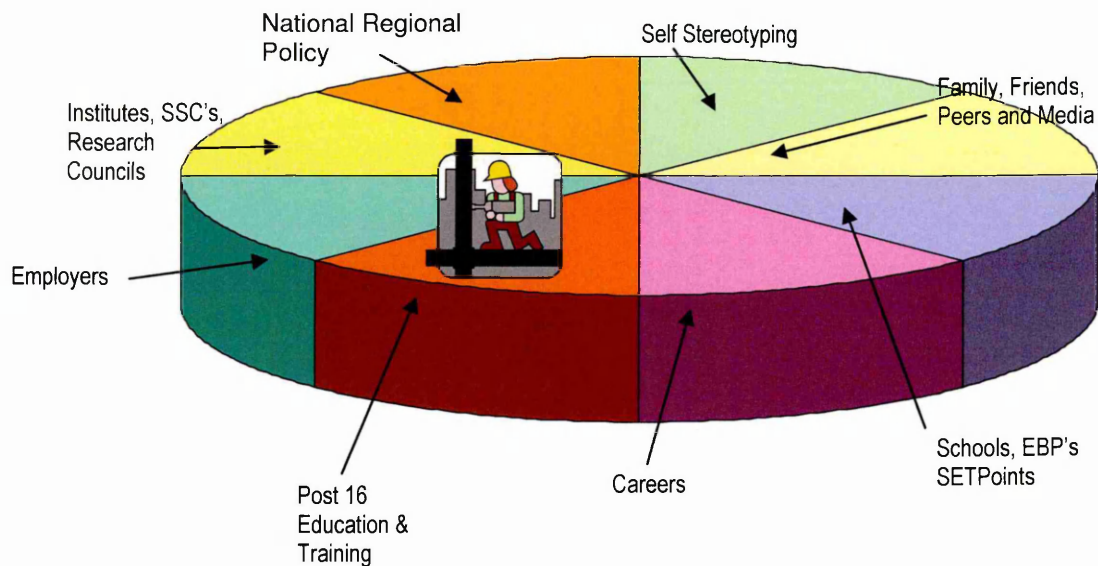 National Regional
Policy
Self Stereotyping
Family, Friends,
Peers and Media
Institutes, SSC's,
Research
Councils
Employers
Schools, EBP's
SETPoints
Careers
Post 16
Education &
Training